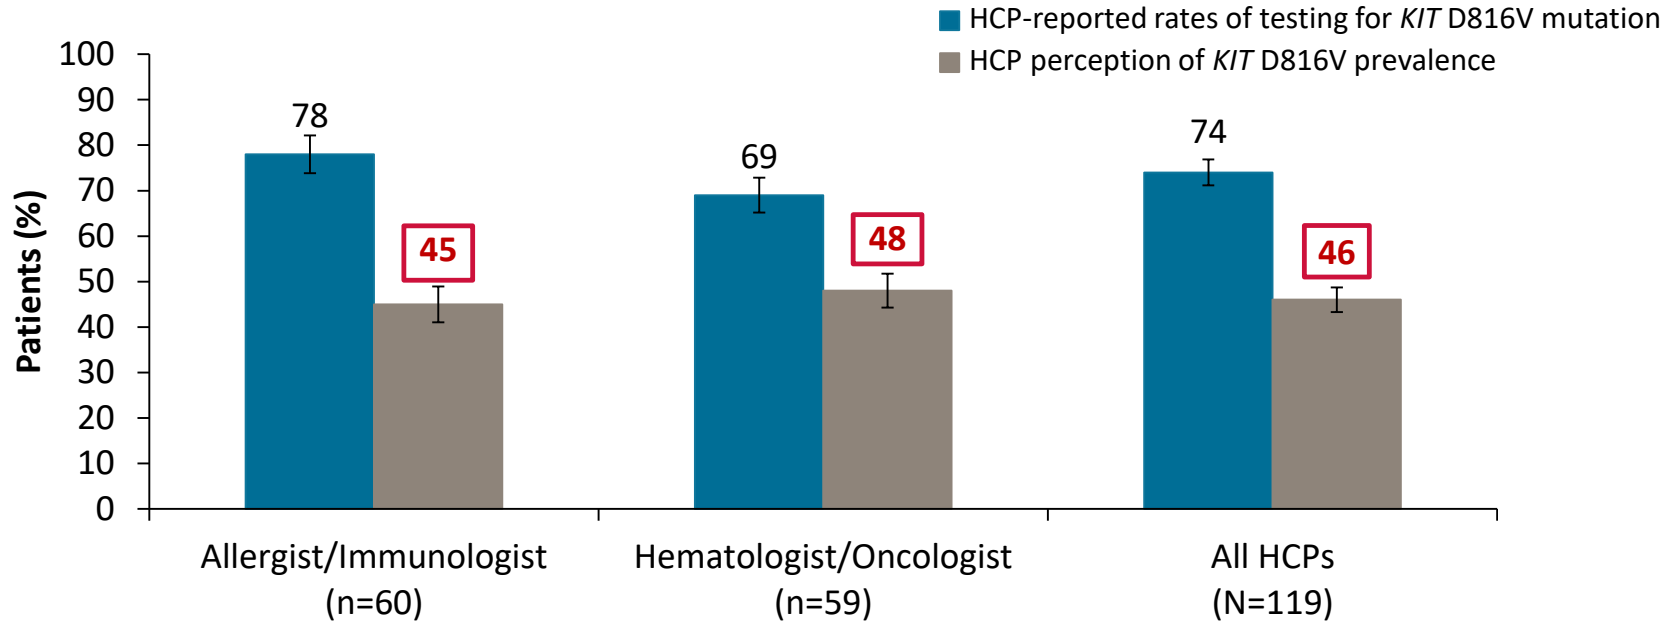 HCP-reported rates of testing for KIT D816V mutation
HCP perception of KIT D816V prevalence
Patients (%)
100
90
80
70
60
50
40
30
20
10
0
78
45
69
48
74
46
Allergist/Immunologist
(n=60)
Hematologist/Oncologist
(n=59)
All HCPs
(N=119)